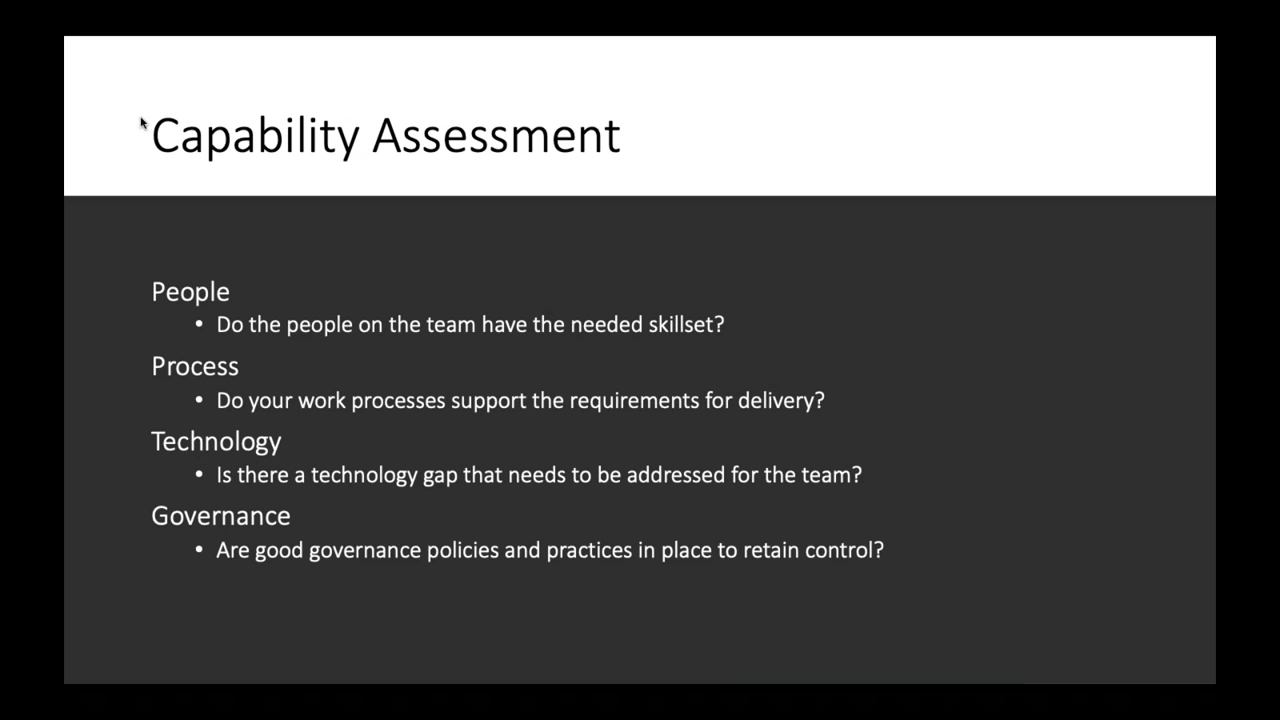 Capability Assessment
People
• Do the people on the team have the needed skillset?
Process
• Do your work processes support the requirements for delivery?
Technology
• Is there a technology gap that needs to be addressed for the team?
Governance
• Are good governance policies and practices in place to retain control?